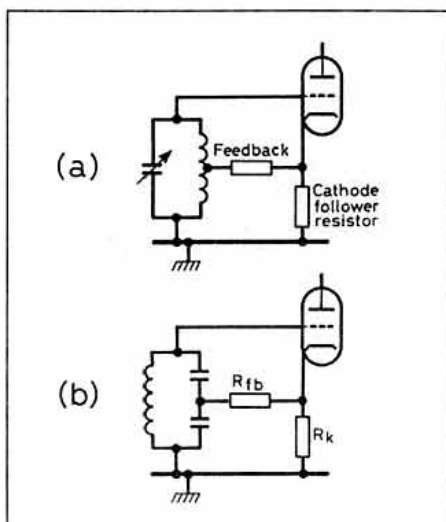 (a)
Feedback
Cathode
follower
resistor
(b)
Rfb
Rk